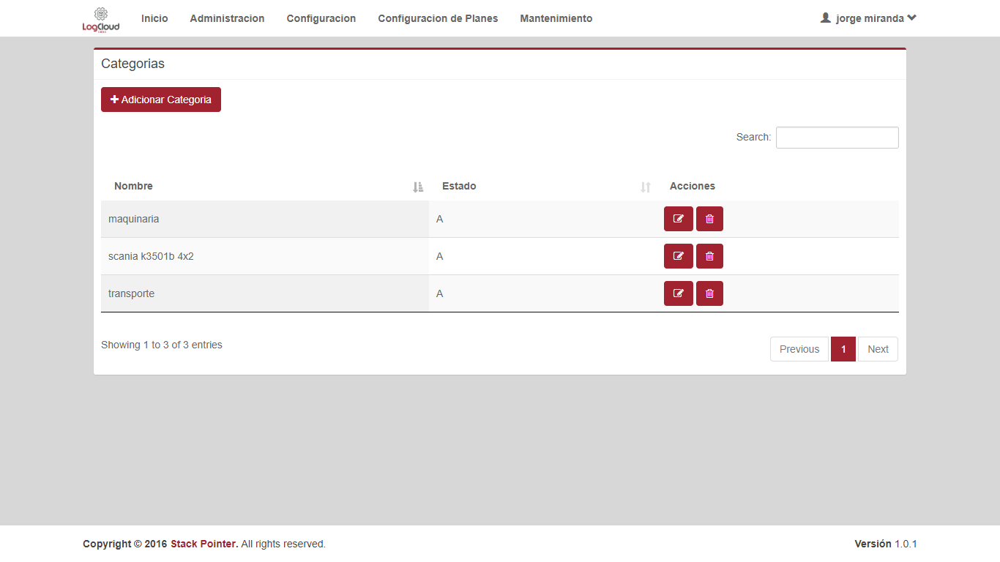 LogCloud
Inicio Administracion Configuracion Configuracion de Planes Mantenimiento jorge miranda
Categorias
Adicionar Categoria
Search:
Nombre Estado Acciones
maquinaria A
scania k3501b 4x2 A
transporte A
Showing 1 to 3 of 3 entries
Previous 1 Next
Copyright © 2016 Stack Pointer. All rights reserved. Versión 1.0.1